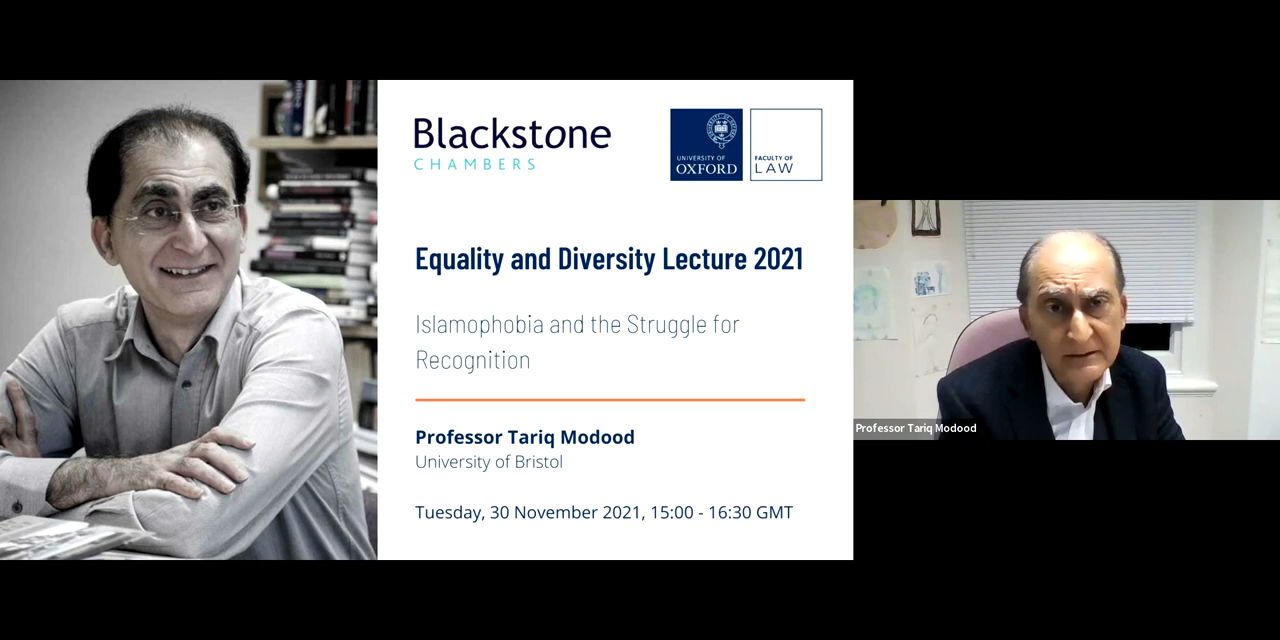 Blackstone
CHAMBERS
UNIVERSITY OF
OXFORD
FACULTY OF
LAW
Equality and Diversity Lecture 2021
Islamophobia and the Struggle for
Recognition
Professor Tariq Modood
University of Bristol
Tuesday, 30 November 2021, 15:00 - 16:30 GMT
Professor Tariq Modood